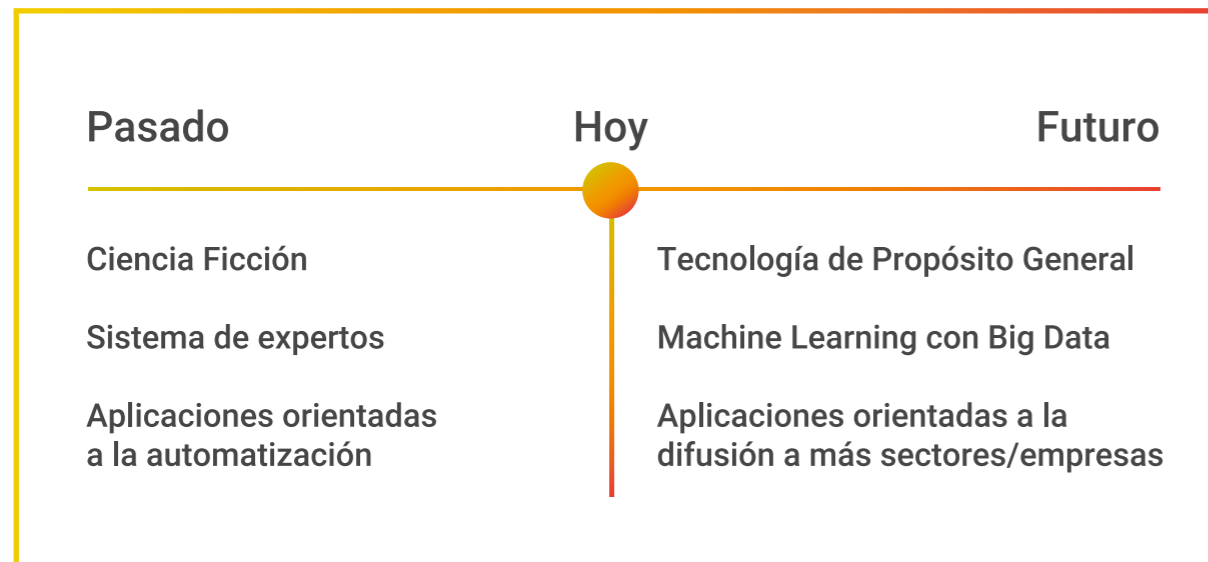 Pasado
Hoy
Futuro
Ciencia Ficción
Sistema de expertos
Aplicaciones orientadas
a la automatización
Tecnología de Propósito General
Machine Learning con Big Data
Aplicaciones orientadas a la
difusión a más sectores/empresas